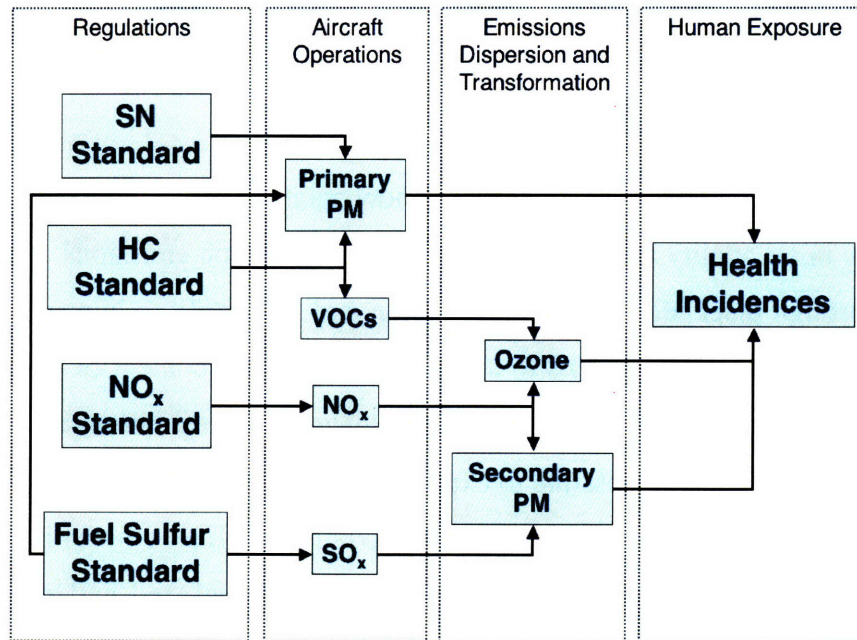 Regulations
Aircraft
Operations
Emissions
Dispersion and
Transformation
Human Exposure
SN
Standard
Primary
PM
HC
Standard
VOCs
Health
Incidences
Ozone
NOx
Standard
NOx
Secondary
PM
Fuel Sulfur
Standard
SOx